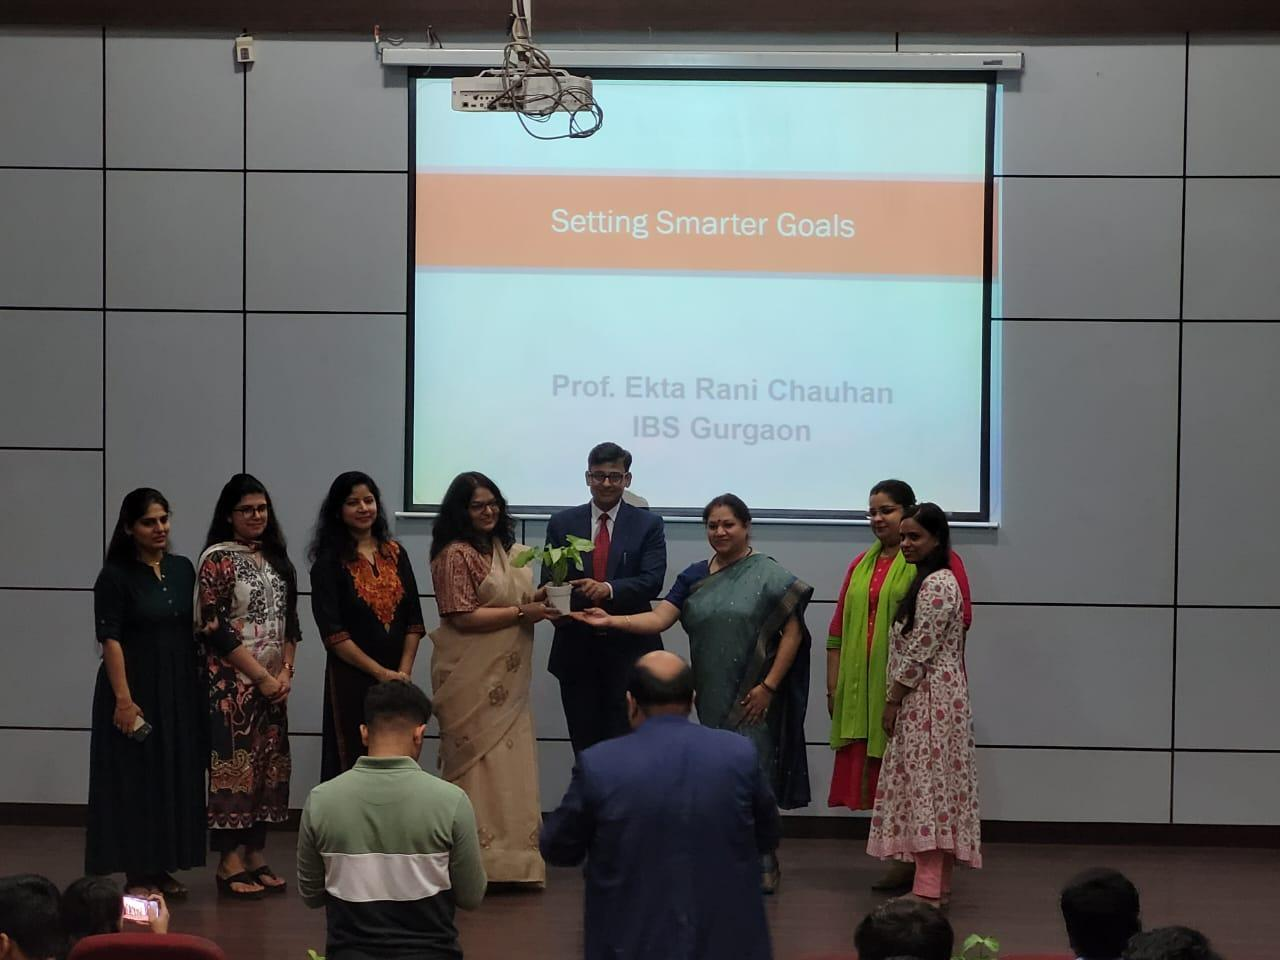 Setting Smarter Goals
Prof. Ekta Rani Chauhan
IBS Gurgaon